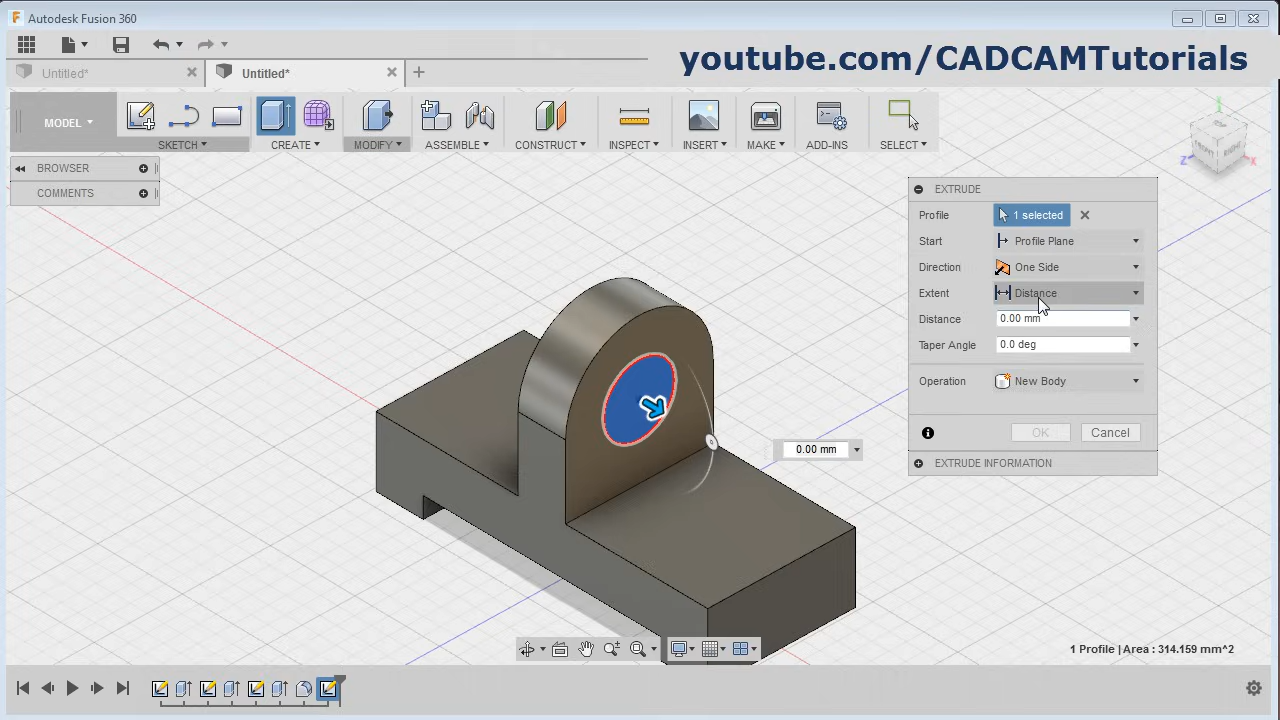 Autodesk Fusion 360
youtube.com/CADCAMTutorials
Untitled*
Untitled*
MODEL
SKETCH
CREATE
MODIFY
ASSEMBLE
CONSTRUCT
INSPECT
INSERT
MAKE
ADD-INS
SELECT
BROWSER
COMMENTS
Z
X
EXTRUDE
Profile 1 selected
Start Profile Plane
Direction One Side
Extent Distance
Distance 0.00 mm
Taper Angle 0.0 deg
Operation New Body
OK Cancel
EXTRUDE INFORMATION
0.00 mm
1 Profile | Area : 314.159 mm^2